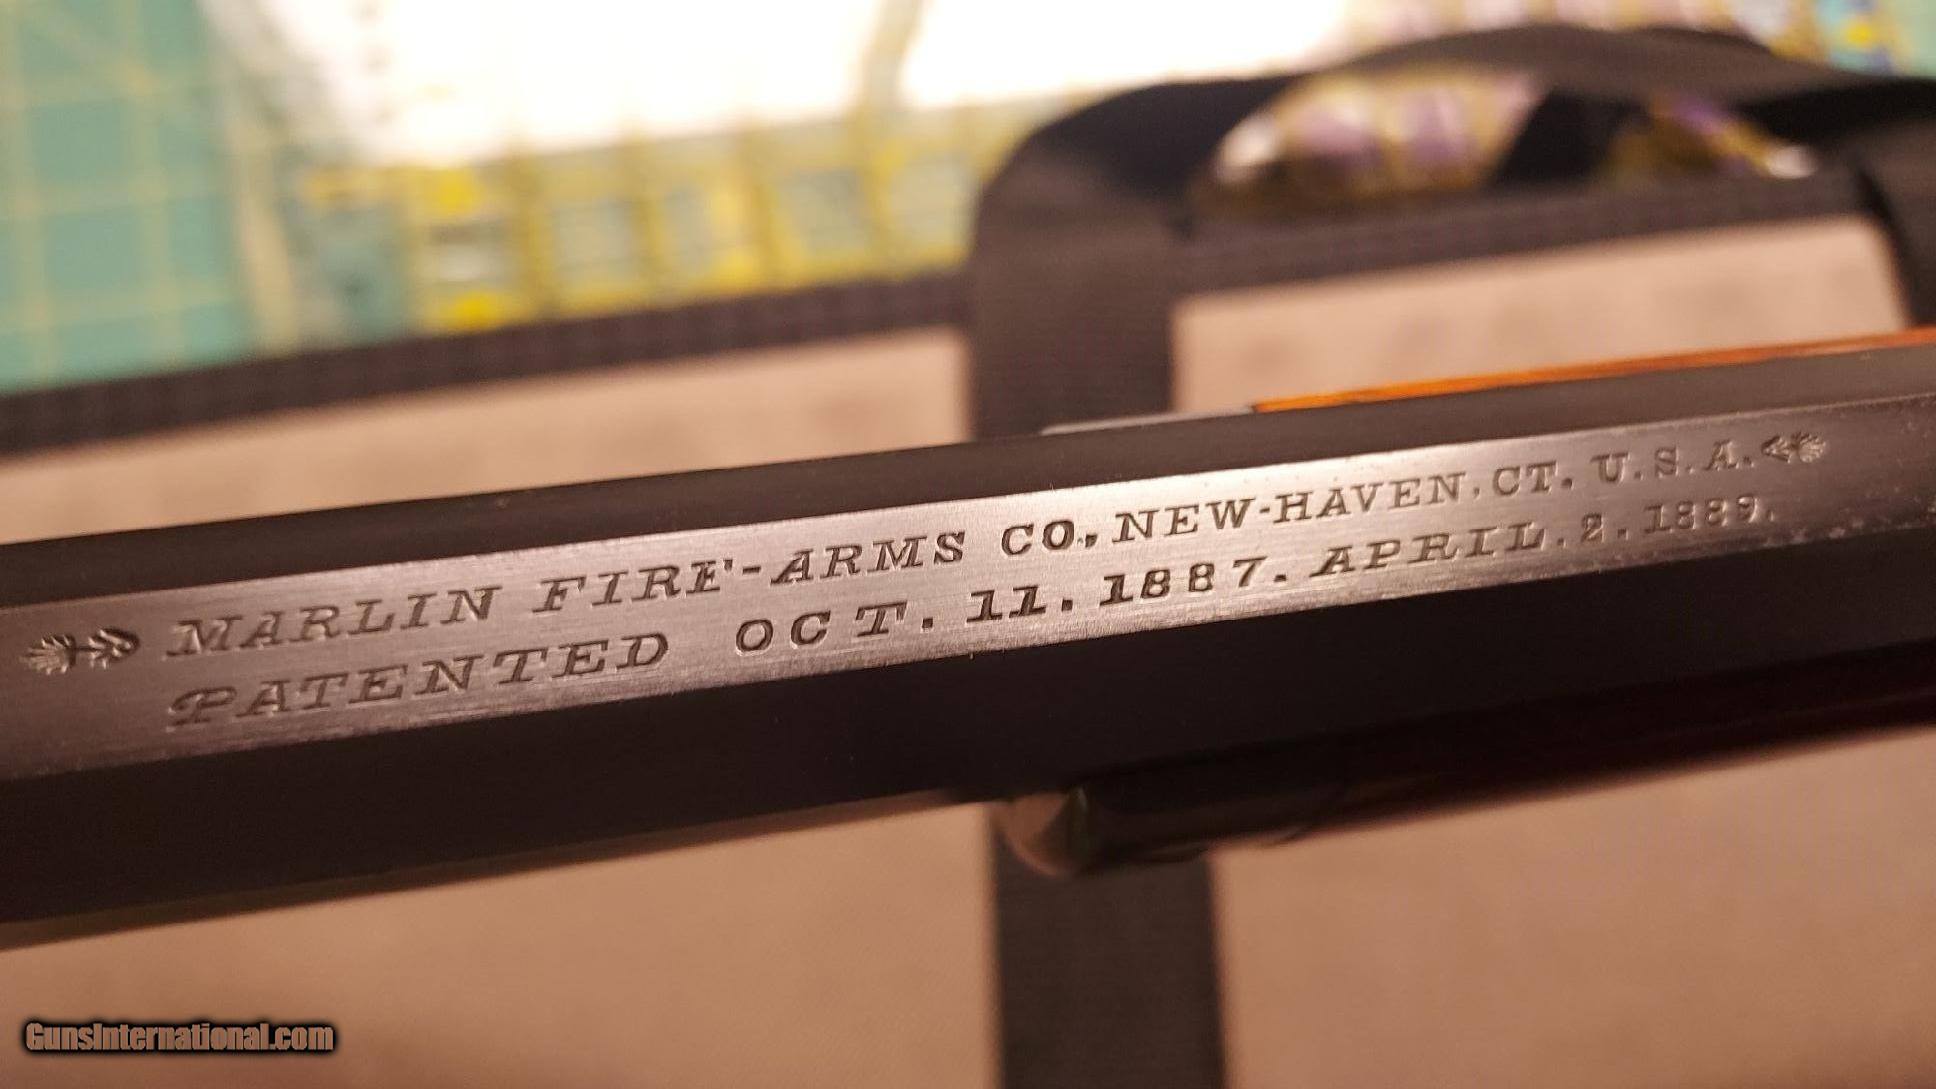 MARLIN FIRE-ARMS CO., NEW-HAVEN, CT. U.S.A.
PATENTED OCT. 11. 1887. APRIL. 2. 1889.
GunsInternational.com